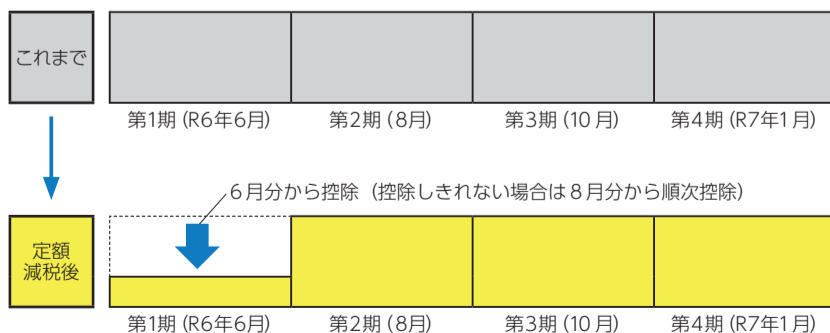 これまで
第1期 (R6年6月)
第2期 (8月)
第3期 (10月)
第4期 (R7年1月)
6月分から控除（控除しきれない場合は8月分から順次控除）
定額
減税後
第1期 (R6年6月)
第2期 (8月)
第3期 (10月)
第4期 (R7年1月)